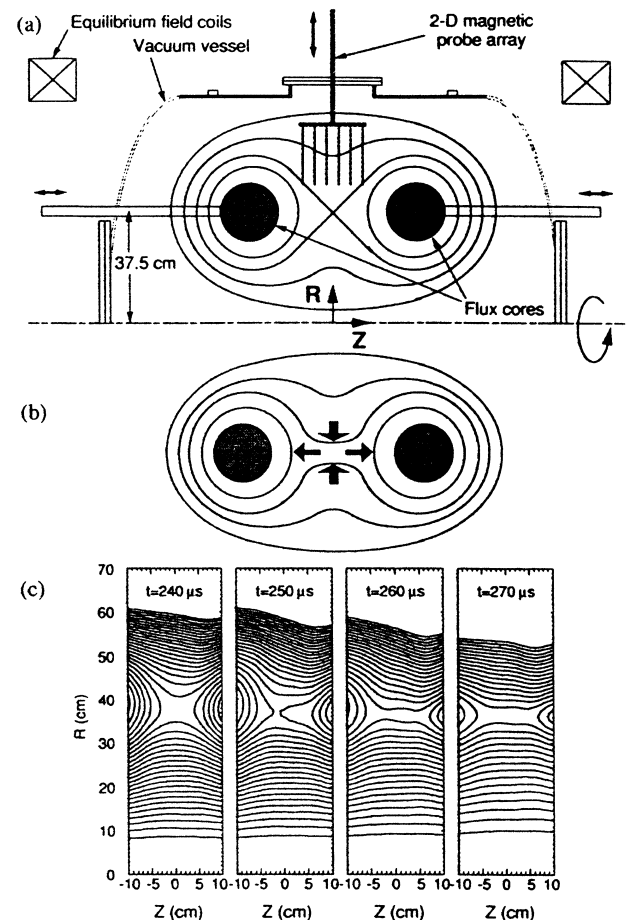 (a)
Equilibrium field coils
Vacuum vessel
2-D magnetic
probe array
37.5 cm
R
Z
Flux cores
(b)
(c)
t=240 µs
t=250 µs
t=260 µs
t=270 µs
70
60
50
40
30
20
10
0
R (cm)
-10 -5 0 5 10
-10 -5 0 5 10
-10 -5 0 5 10
-10 -5 0 5 10
Z (cm)
Z (cm)
Z (cm)
Z (cm)